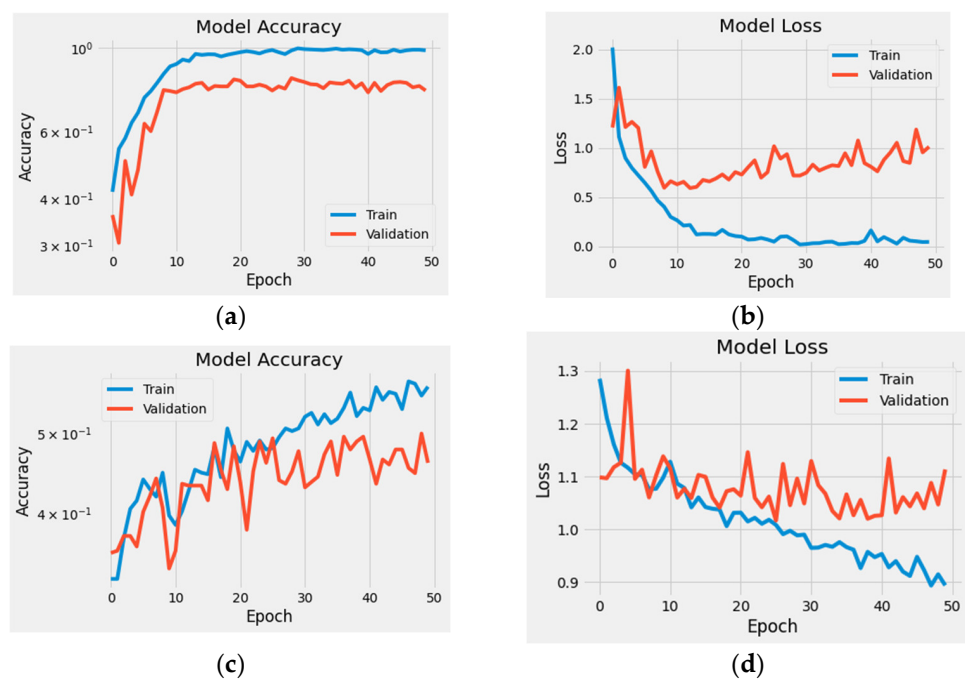 Model Accuracy
10⁰
6 × 10⁻¹
4 × 10⁻¹
3 × 10⁻¹
Accuracy
Train
Validation
0 10 20 30 40 50
Epoch
(a)
Model Loss
2.0
1.5
1.0
0.5
0.0
Loss
Train
Validation
0 10 20 30 40 50
Epoch
(b)
Model Accuracy
5 × 10⁻¹
4 × 10⁻¹
Accuracy
Train
Validation
0 10 20 30 40 50
Epoch
(c)
Model Loss
1.3
1.2
1.1
1.0
0.9
Loss
Train
Validation
0 10 20 30 40 50
Epoch
(d)